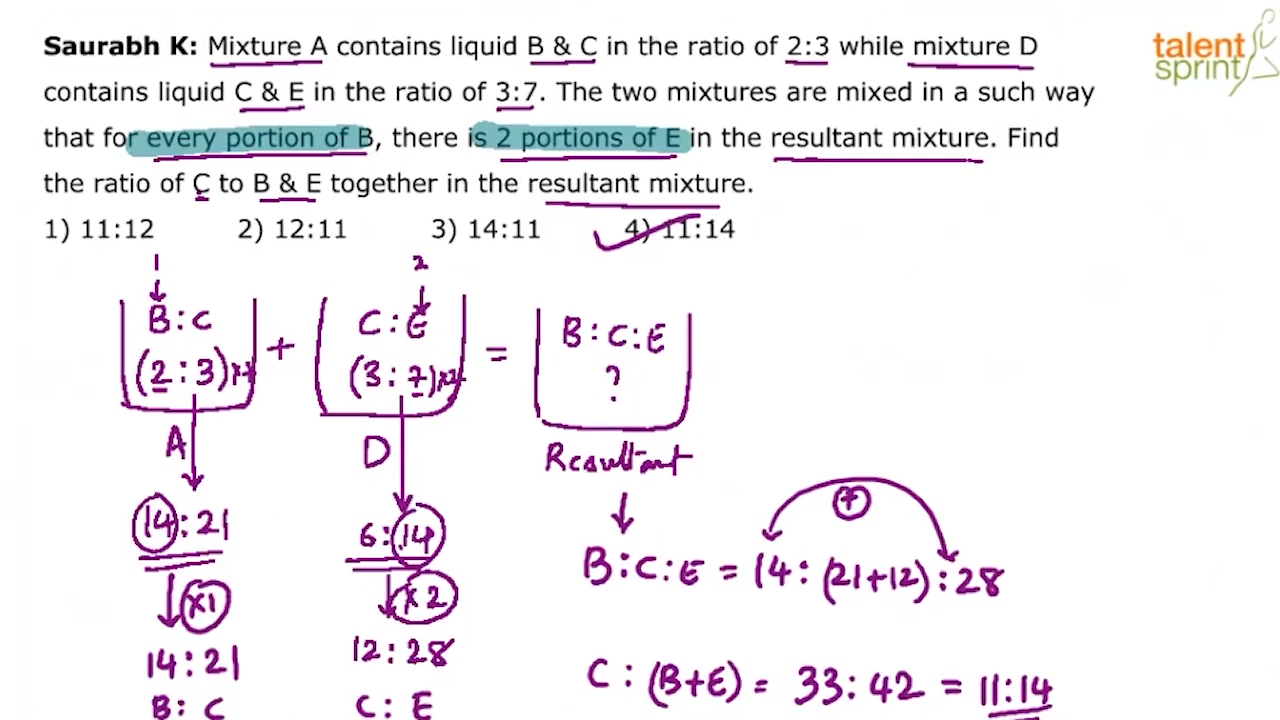 talent
sprint
Saurabh K: Mixture A contains liquid B & C in the ratio of 2:3 while mixture D
contains liquid C & E in the ratio of 3:7. The two mixtures are mixed in a such way
that for every portion of B, there is 2 portions of E in the resultant mixture. Find
the ratio of C to B & E together in the resultant mixture.
1) 11:12 2) 12:11 3) 14:11 4) 11:14
1 2
B:C C:E B:C:E
(2:3)×7 + (3:7)×2 = ?
A D Resultant
14:21 6:14
B:C:E = 14:(21+12):28
+
×1 ×2
14:21 12:28
C:(B+E) = 33:42 = 11:14
B:C C:E